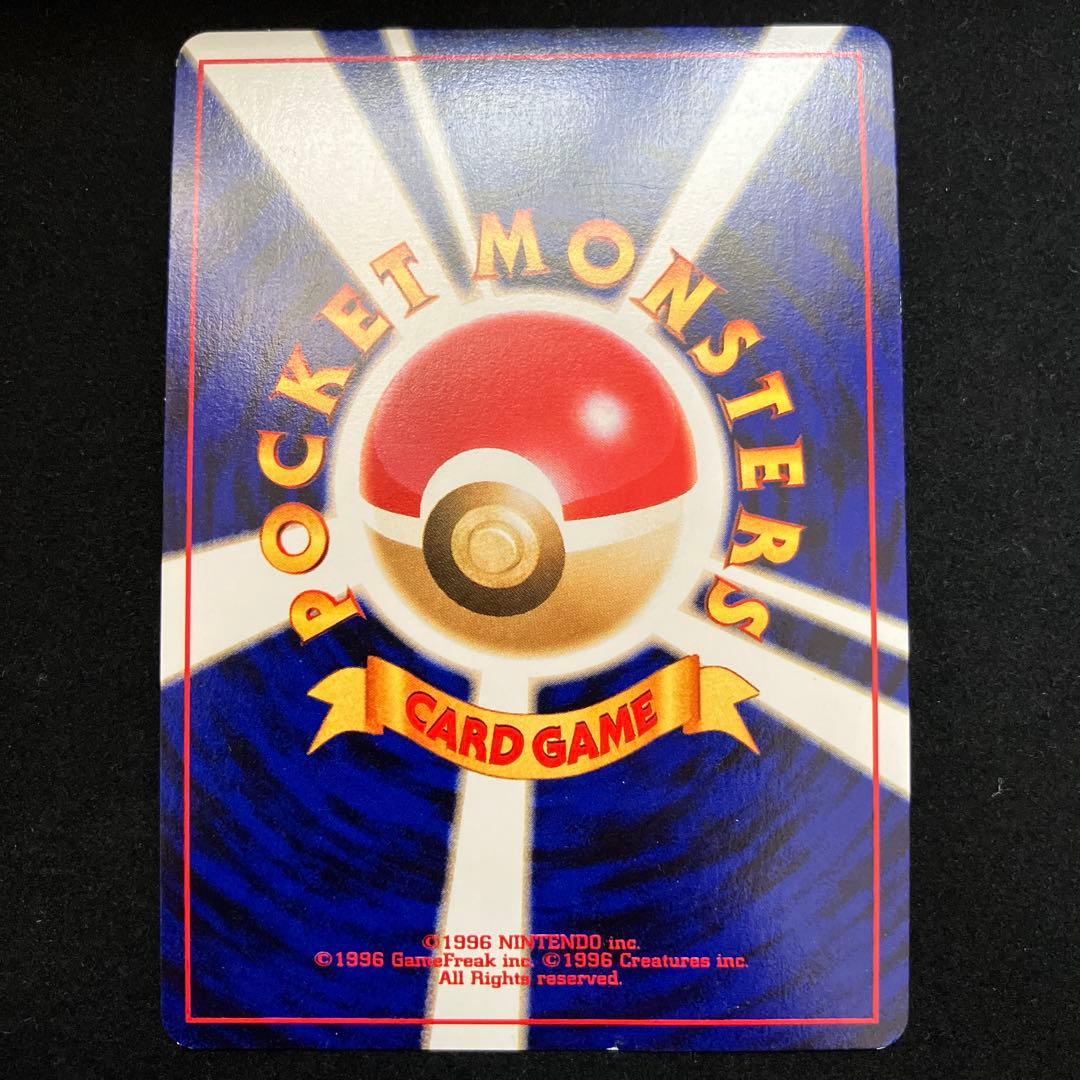 POCKET MONSTERS
CARD GAME
©1996 NINTENDO inc.
©1996 GameFreak inc. ©1996 Creatures inc.
All Rights reserved.